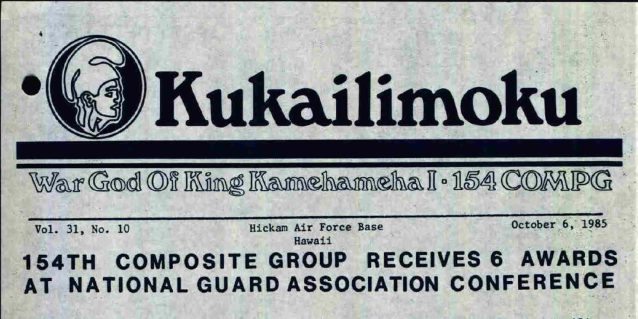 Kukailimoku
War God Of King Kamehameha I • 154 COMPG
Vol. 31, No. 10 Hickam Air Force Base October 6, 1985
Hawaii
154TH COMPOSITE GROUP RECEIVES 6 AWARDS
AT NATIONAL GUARD ASSOCIATION CONFERENCE